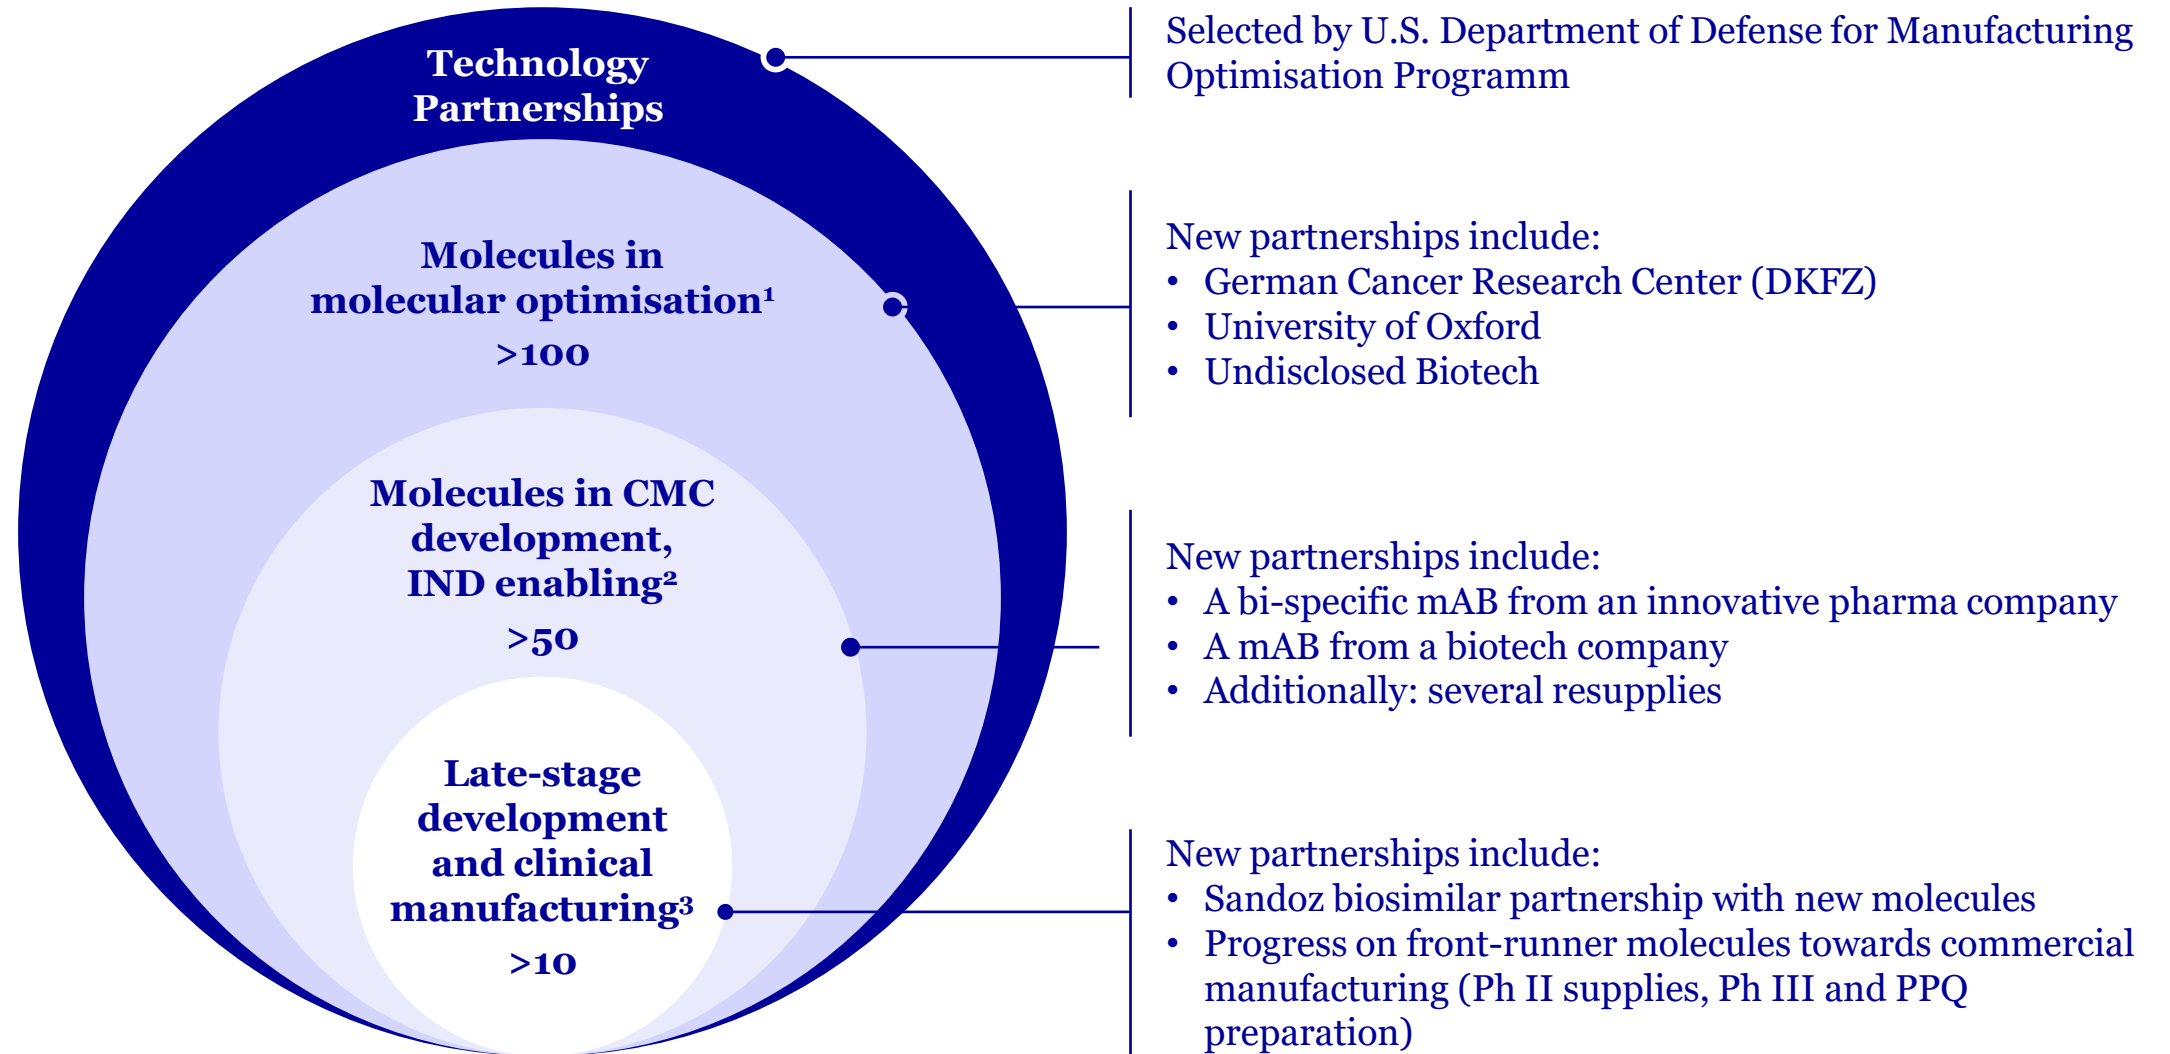 Technology
Partnerships
Selected by U.S. Department of Defense for Manufacturing
Optimisation Programm
Molecules in
molecular optimisation¹
>100
New partnerships include:
• German Cancer Research Center (DKFZ)
• University of Oxford
• Undisclosed Biotech
Molecules in CMC
development,
IND enabling²
>50
New partnerships include:
• A bi-specific mAB from an innovative pharma company
• A mAB from a biotech company
• Additionally: several resupplies
Late-stage
development
and clinical
manufacturing³
>10
New partnerships include:
• Sandoz biosimilar partnership with new molecules
• Progress on front-runner molecules towards commercial
manufacturing (Ph II supplies, Ph III and PPQ
preparation)